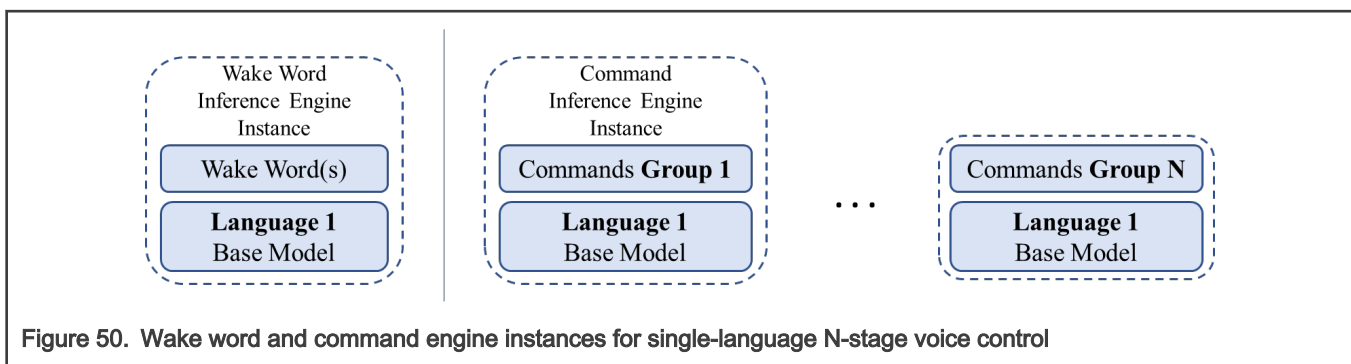 Wake Word
Inference Engine
Instance
Wake Word(s)
Language 1
Base Model
Command
Inference Engine
Instance
Commands Group 1
Language 1
Base Model
...
Commands Group N
Language 1
Base Model
Figure 50. Wake word and command engine instances for single-language N-stage voice control